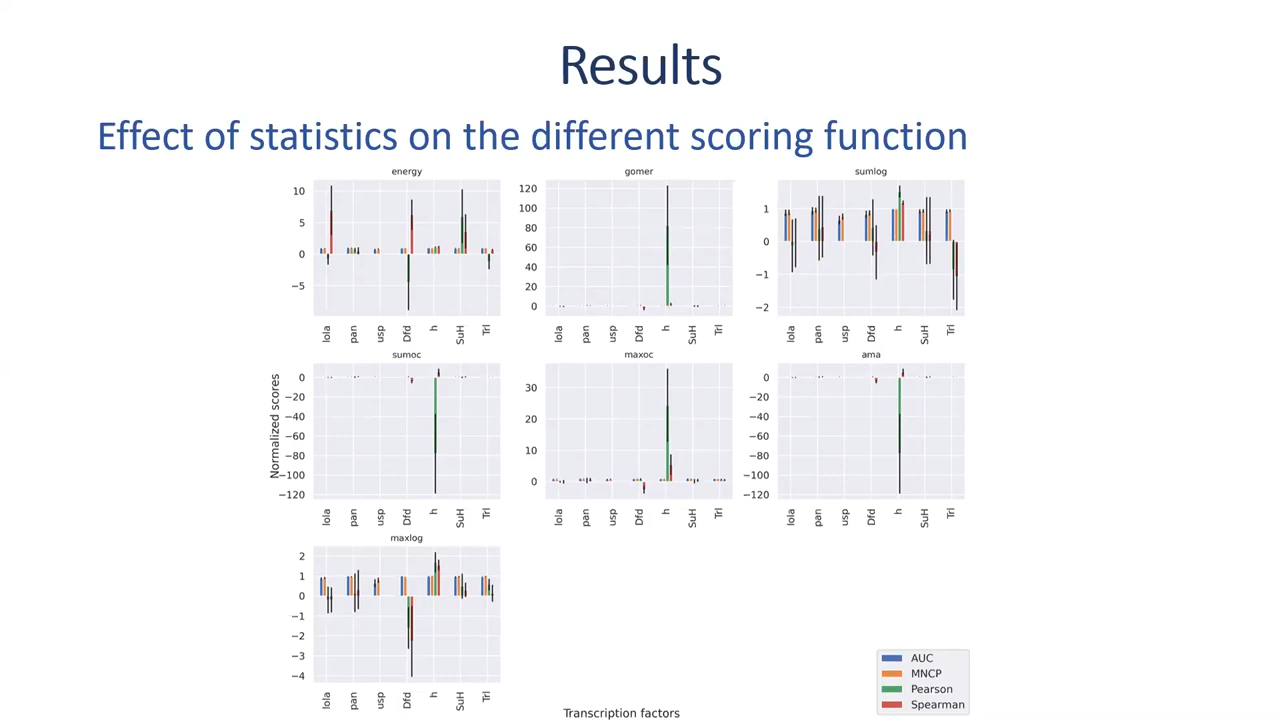 Results
Effect of statistics on the different scoring function
energy
10
5
0
−5
lola pan usp Dfd h SuH Trl
gomer
120
100
80
60
40
20
0
lola pan usp Dfd h SuH Trl
sumlog
1
0
−1
−2
lola pan usp Dfd h SuH Trl
Normalized scores
sumoc
0
−20
−40
−60
−80
−100
−120
lola pan usp Dfd h SuH Trl
maxoc
30
20
10
0
lola pan usp Dfd h SuH Trl
ama
0
−20
−40
−60
−80
−100
−120
lola pan usp Dfd h SuH Trl
maxlog
2
1
0
−1
−2
−3
−4
lola pan usp Dfd h SuH Trl
AUC
MNCP
Pearson
Spearman
Transcription factors